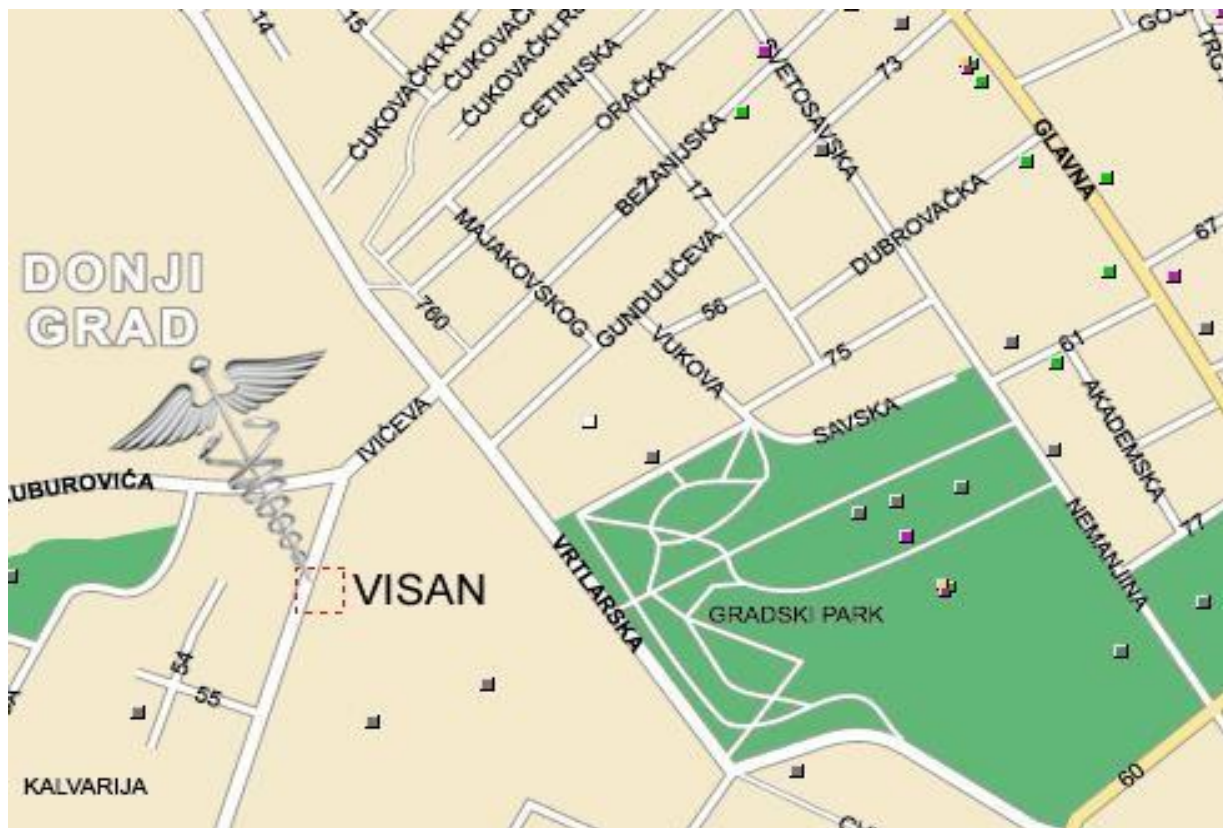 14
15
ČUKOVAČKI KUT
ČUKOVAČ
ČUKOVAČKI
CETINJSKA
ORAČKA
BEŽANIJSKA
SVETOSAVSKA
73
GLAVNA
17
67
DUBROVAČKA
MAJAKOVSKOG
GUNDULIĆEVA
DONJI
GRAD
760
56
VUKOVA
75
61
AKADEMSKA
IVIĆEVA
SAVSKA
UBUROVIĆA
NEMANJINA
77
VRTLARSKA
VISAN
GRADSKI PARK
54
55
KALVARIJA
60